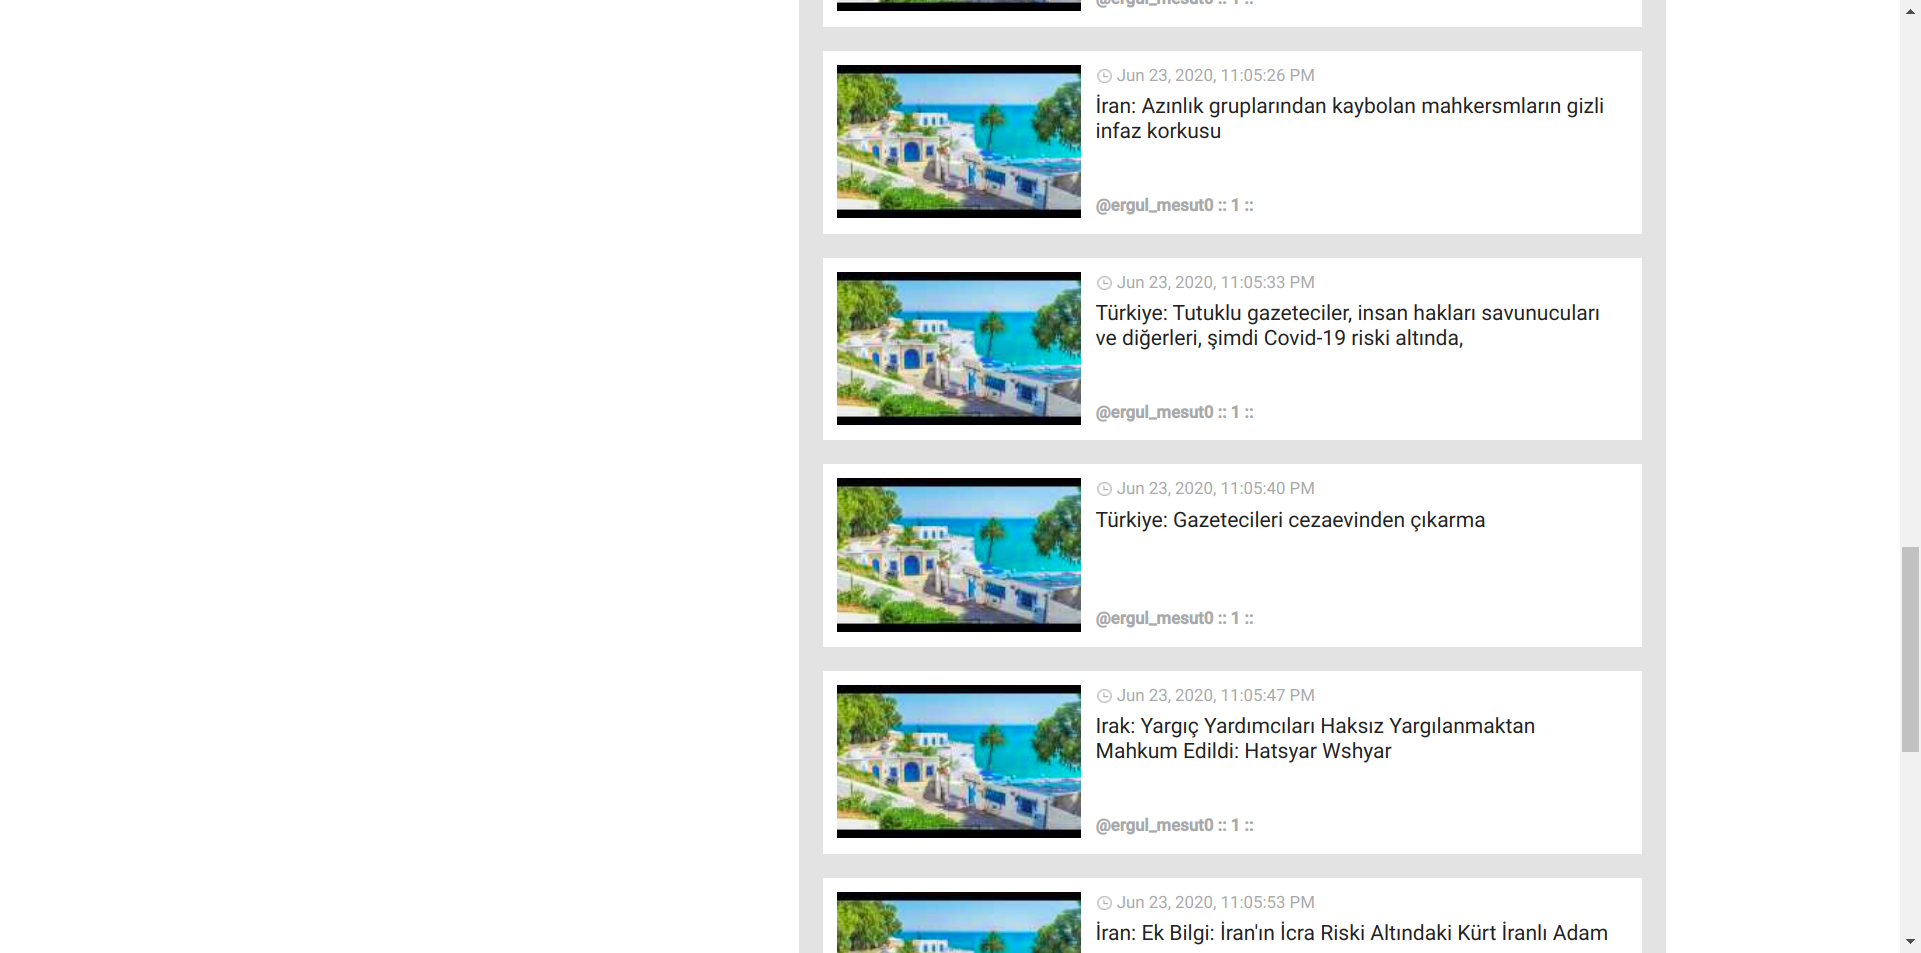 @ergul_mesut0 :: 1 ::
Jun 23, 2020, 11:05:26 PM
İran: Azınlık gruplarından kaybolan mahkersmların gizli
infaz korkusu
@ergul_mesut0 :: 1 ::
Jun 23, 2020, 11:05:33 PM
Türkiye: Tutuklu gazeteciler, insan hakları savunucuları
ve diğerleri, şimdi Covid-19 riski altında,
@ergul_mesut0 :: 1 ::
Jun 23, 2020, 11:05:40 PM
Türkiye: Gazetecileri cezaevinden çıkarma
@ergul_mesut0 :: 1 ::
Jun 23, 2020, 11:05:47 PM
Irak: Yargıç Yardımcıları Haksız Yargılanmaktan
Mahkum Edildi: Hatsyar Wshyar
@ergul_mesut0 :: 1 ::
Jun 23, 2020, 11:05:53 PM
İran: Ek Bilgi: İran'ın İcra Riski Altındaki Kürt İranlı Adam